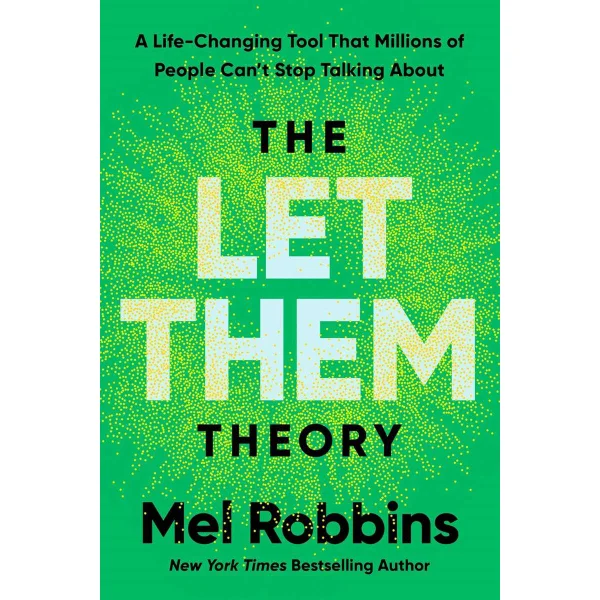 A Life-Changing Tool That Millions of
People Can't Stop Talking About
THE
LET
THEM
THEORY
Mel Robbins
New York Times Bestselling Author